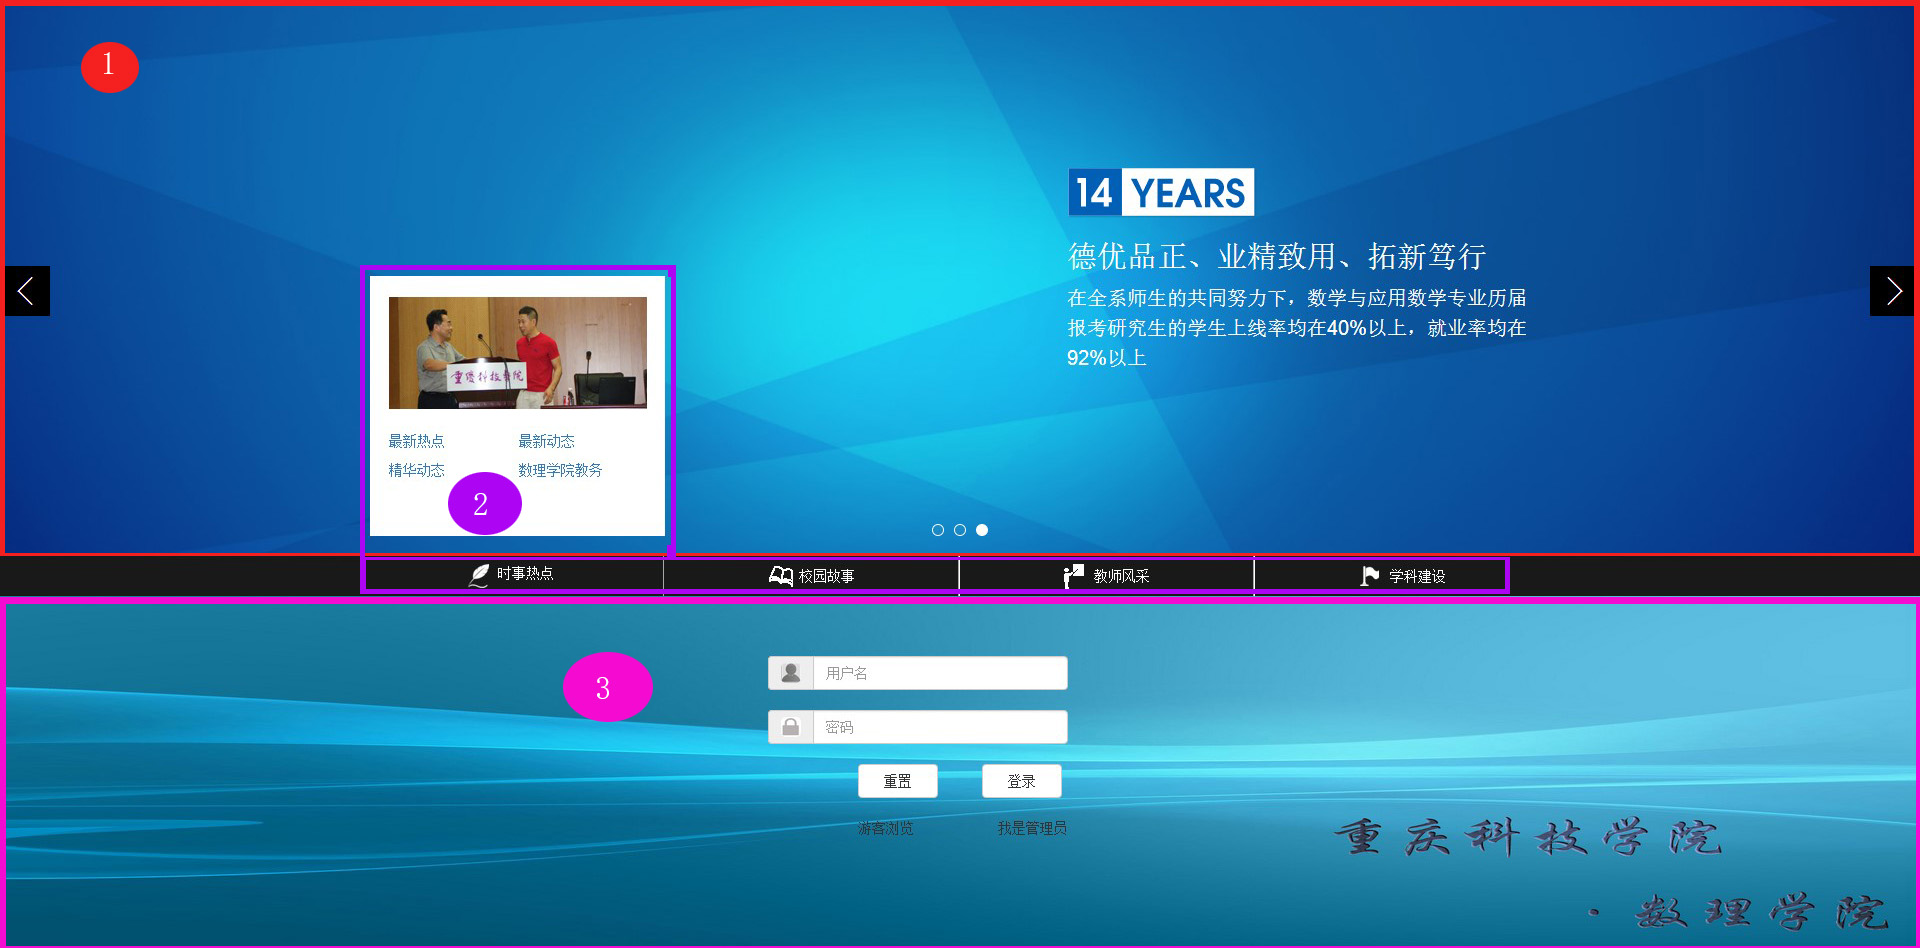 1
14 YEARS
德优品正、业精致用、拓新笃行
在全系师生的共同努力下，数学与应用数学专业历届
报考研究生的学生上线率均在40%以上，就业率均在
92%以上
重庆科技学院
最新热点 最新动态
精华动态 数理学院教务
2
时事热点 校园故事 教师风采 学科建设
3
用户名
密码
重置 登录
游客浏览 我是管理员
重庆科技学院
·数理学院